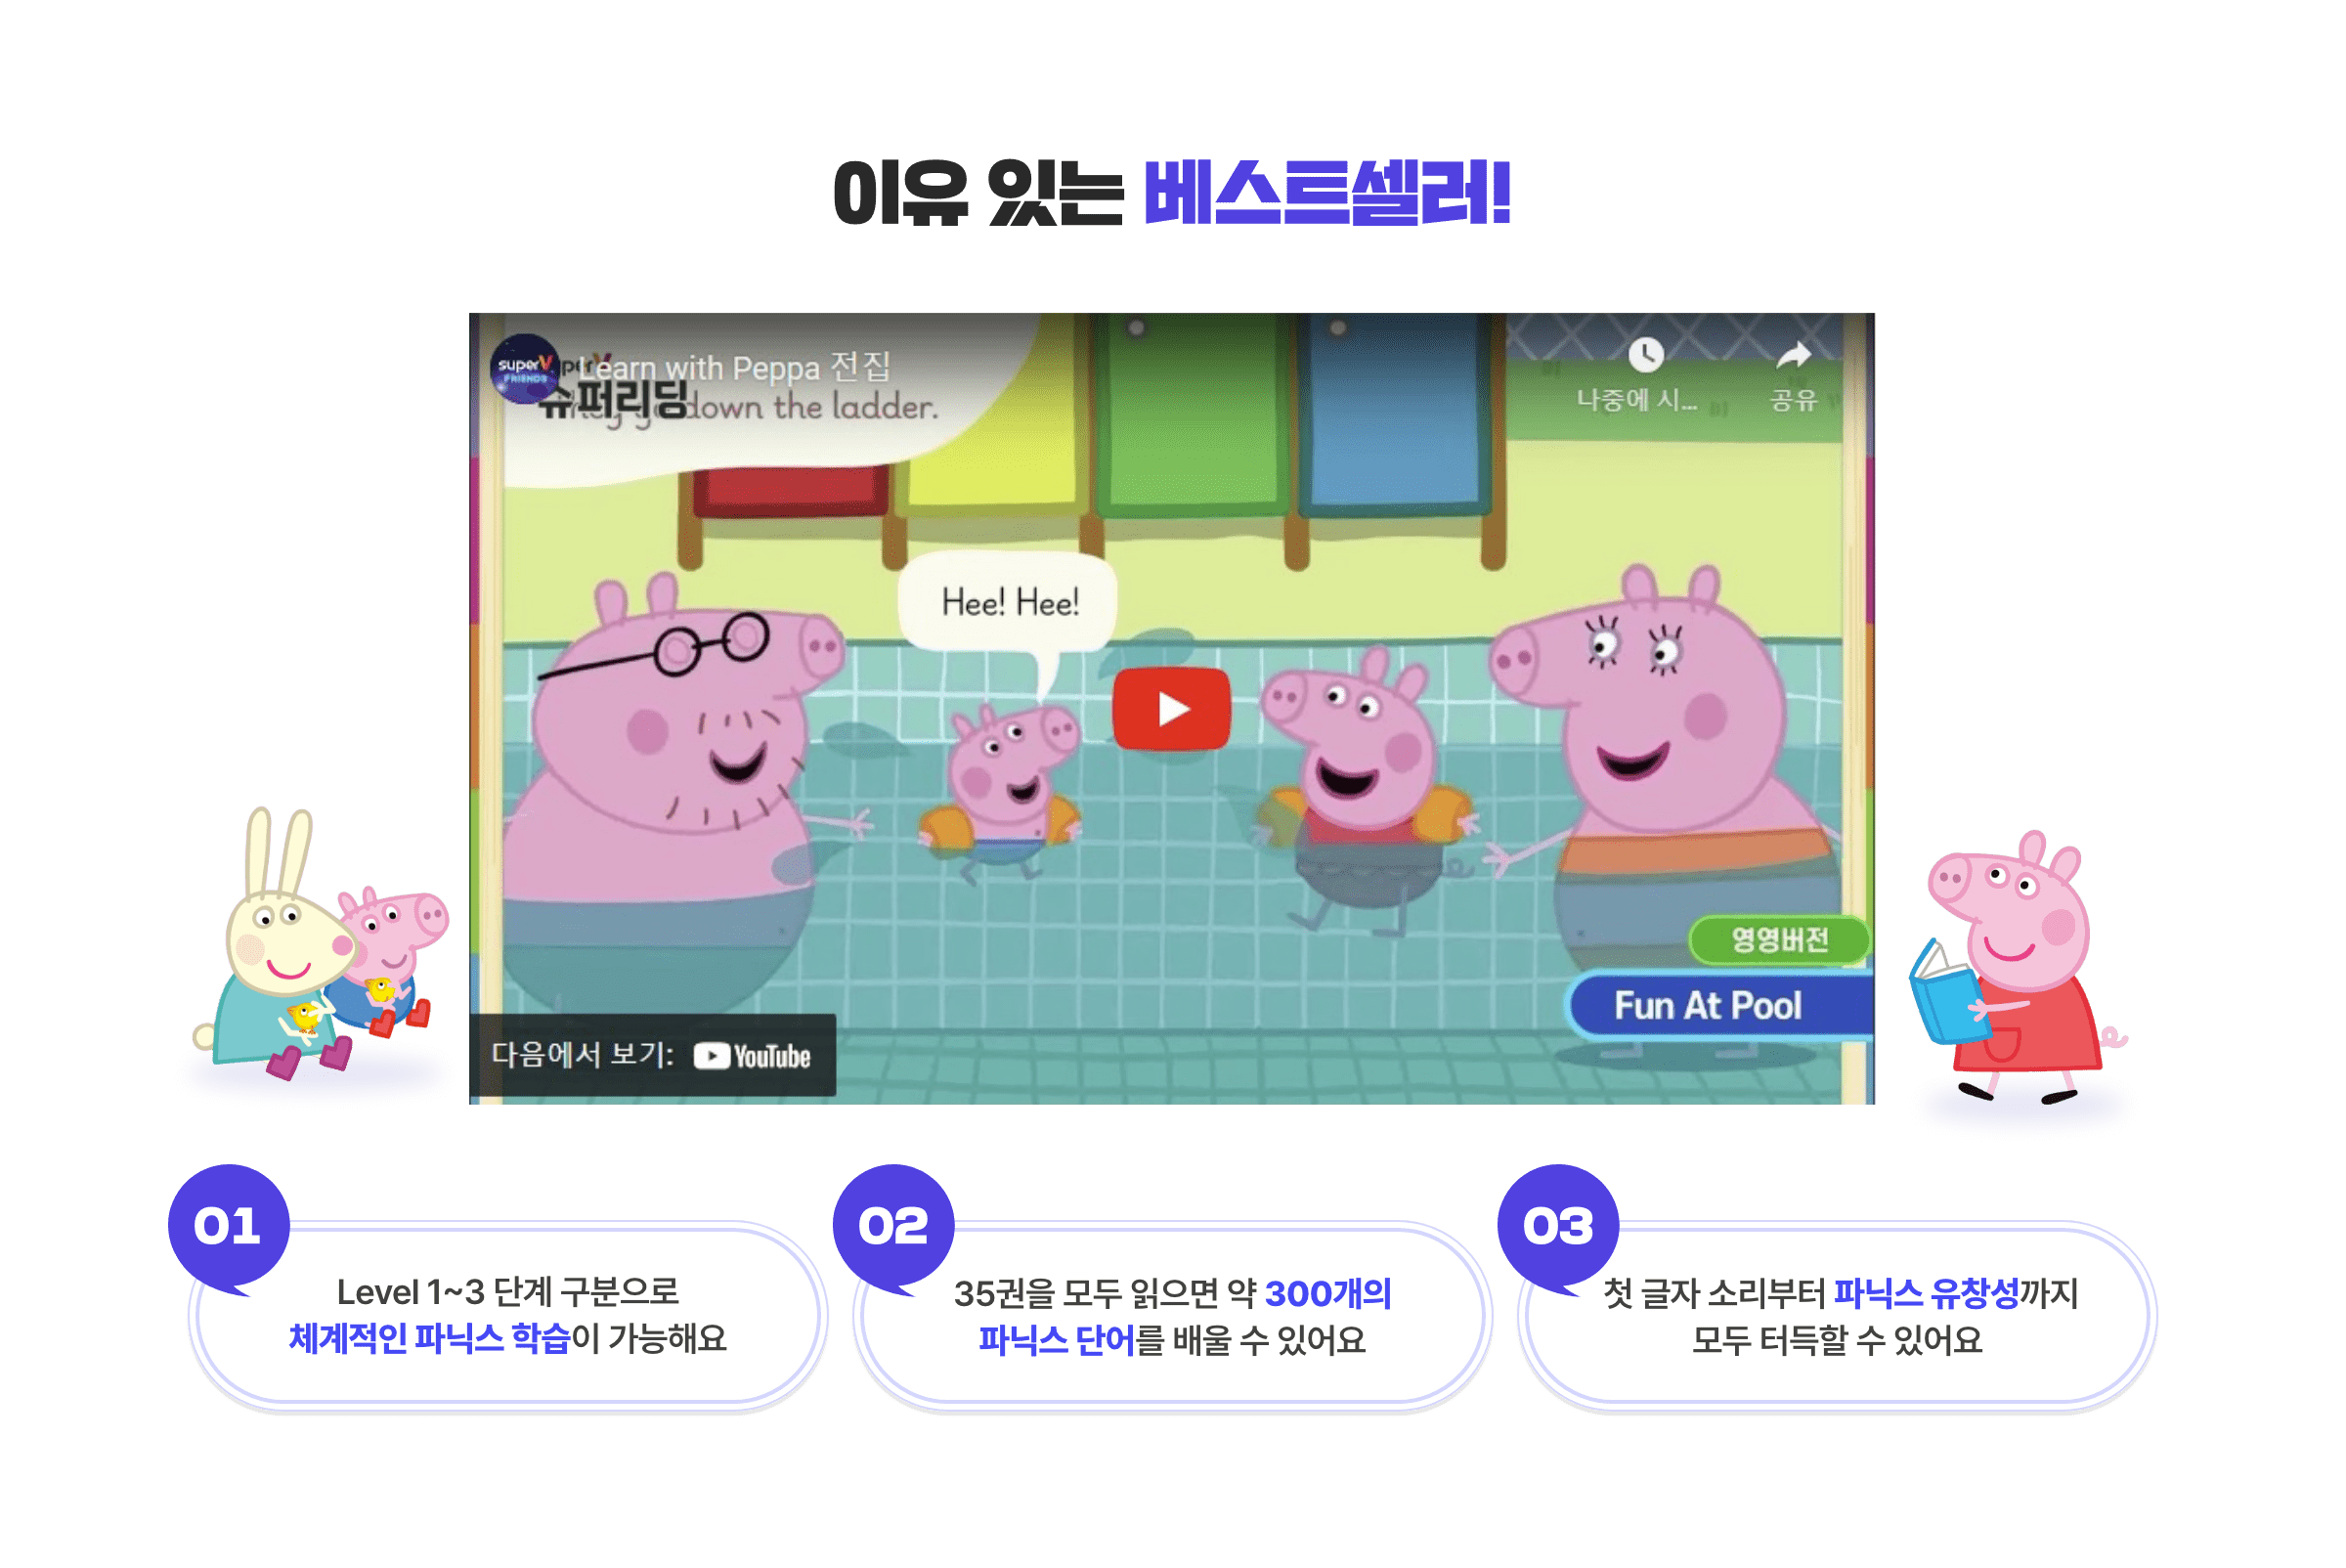 이유 있는 베스트셀러!
superV
FRIENDS
Learn with Peppa 전집
슈퍼리딩
down the ladder.
나중에 시...
공유
Hee! Hee!
영영버전
Fun At Pool
다음에서 보기: YouTube
01
Level 1~3 단계 구분으로
체계적인 파닉스 학습이 가능해요
02
35권을 모두 읽으면 약 300개의
파닉스 단어를 배울 수 있어요
03
첫 글자 소리부터 파닉스 유창성까지
모두 터득할 수 있어요